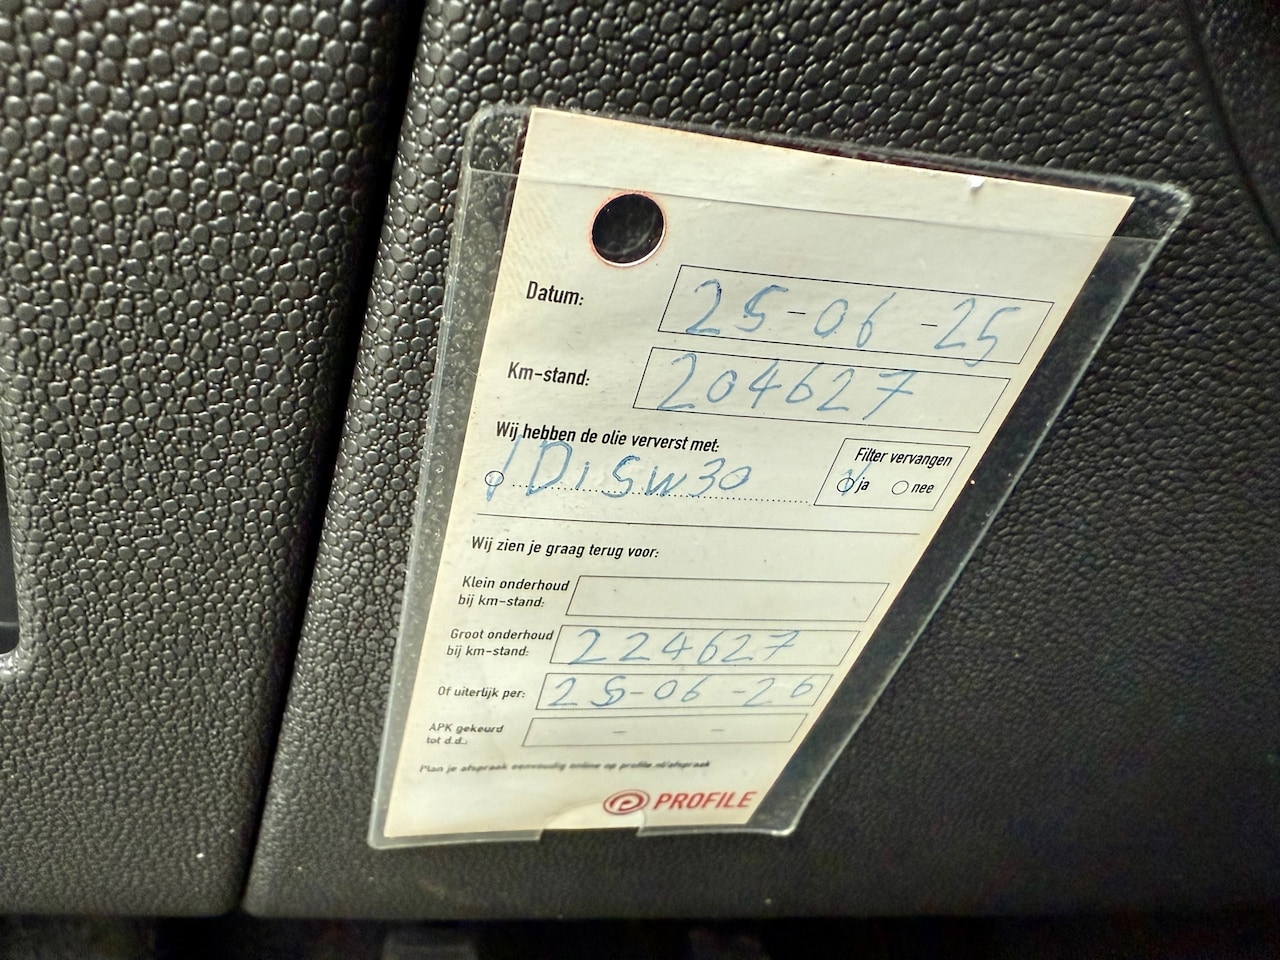 Datum: 25-06-25
Km-stand: 204627
Wij hebben de olie ververst met:
Filter vervangen
Di 5W30
ja nee
Wij zien je graag terug voor:
Klein onderhoud
bij km-stand:
Groot onderhoud
bij km-stand: 224627
Of uiterlijk per: 25-06-26
APK gekeurd
tot d.d.: - -
Plan je afspraak eenvoudig online op profile.nl/afspraak
PROFILE